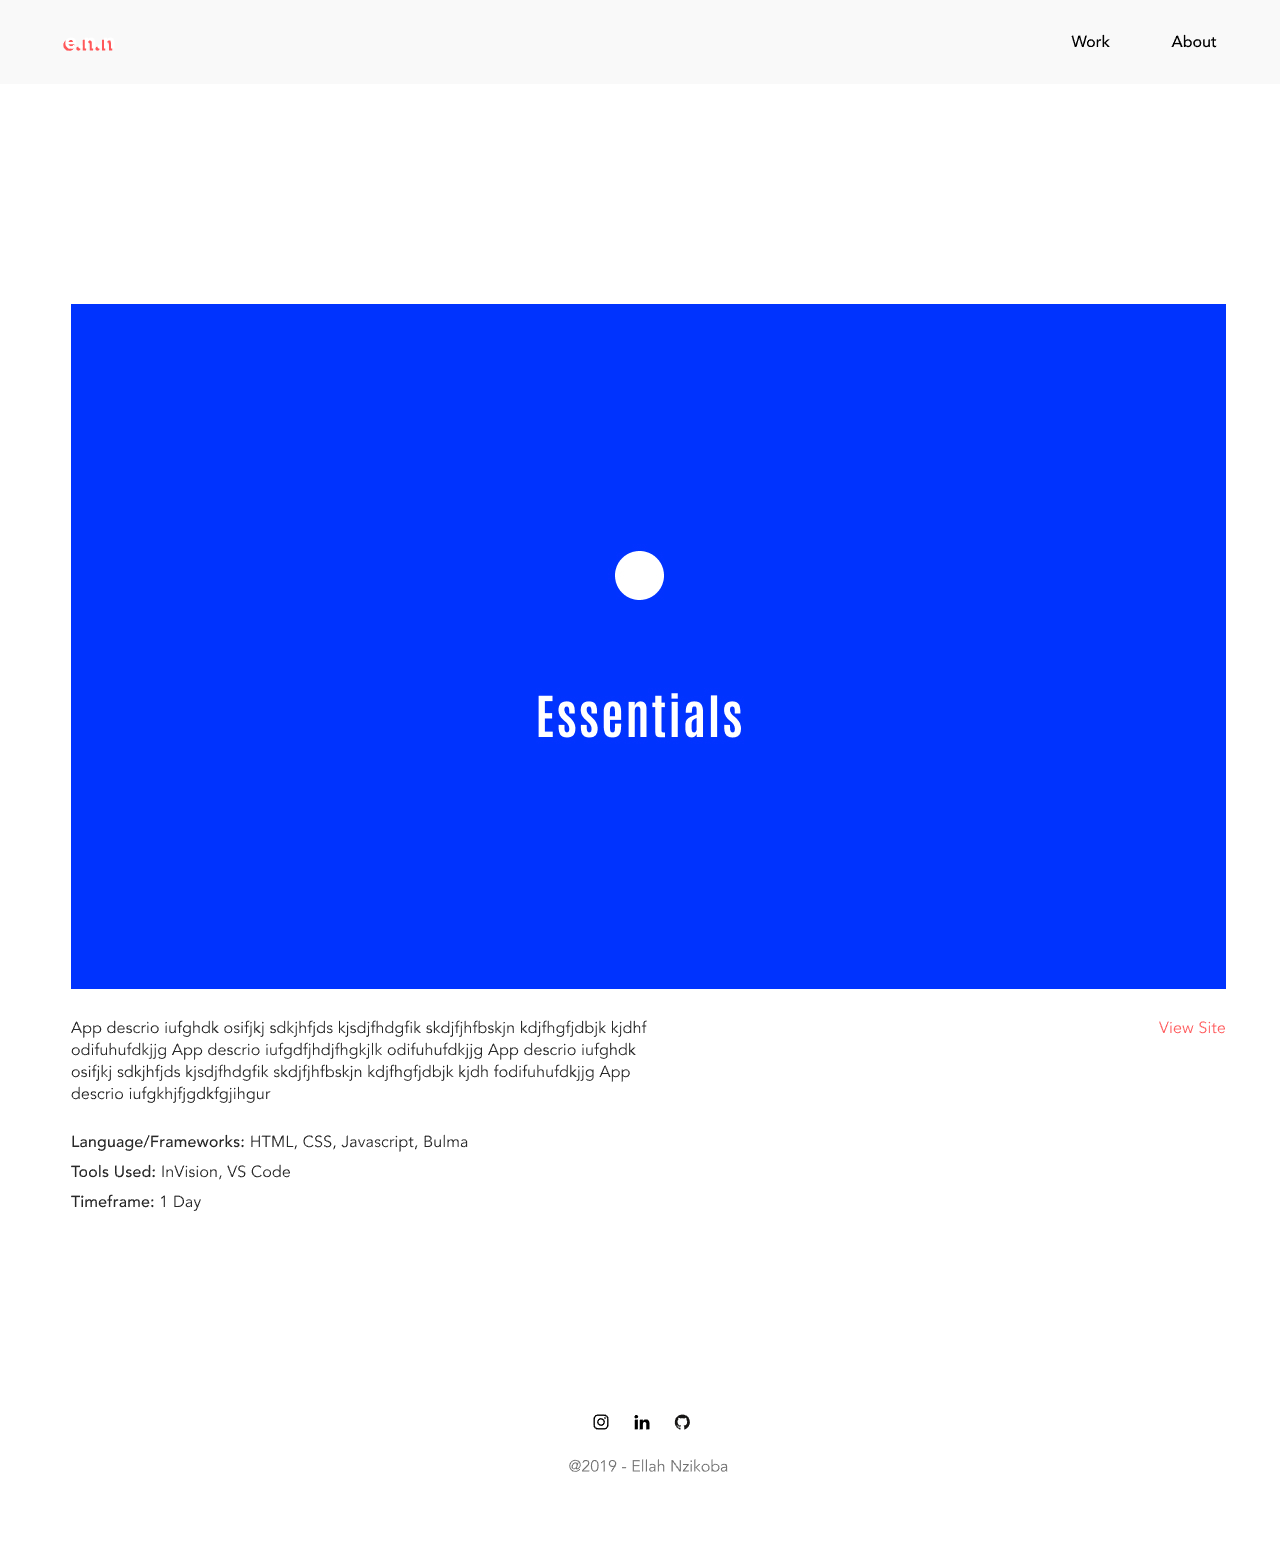 e.n.n
Work
About
Essentials
App descrio iufghdk osifjkj sdkjhfjds kjsdjfhdgfik skdjfjhfbskjn kdjfhgfjdbjk kjdhf
odifuhufdkjjg App descrio iufgdfjhdjfhgkjlk odifuhufdkjjg App descrio iufghdk
osifjkj sdkjhfjds kjsdjfhdgfik skdjfjhfbskjn kdjfhgfjdbjk kjdh fodifuhufdkjjg App
descrio iufgkhjfjgdkfgjihgur
View Site
Language/Frameworks: HTML, CSS, Javascript, Bulma
Tools Used: InVision, VS Code
Timeframe: 1 Day
@2019 - Ellah Nzikoba